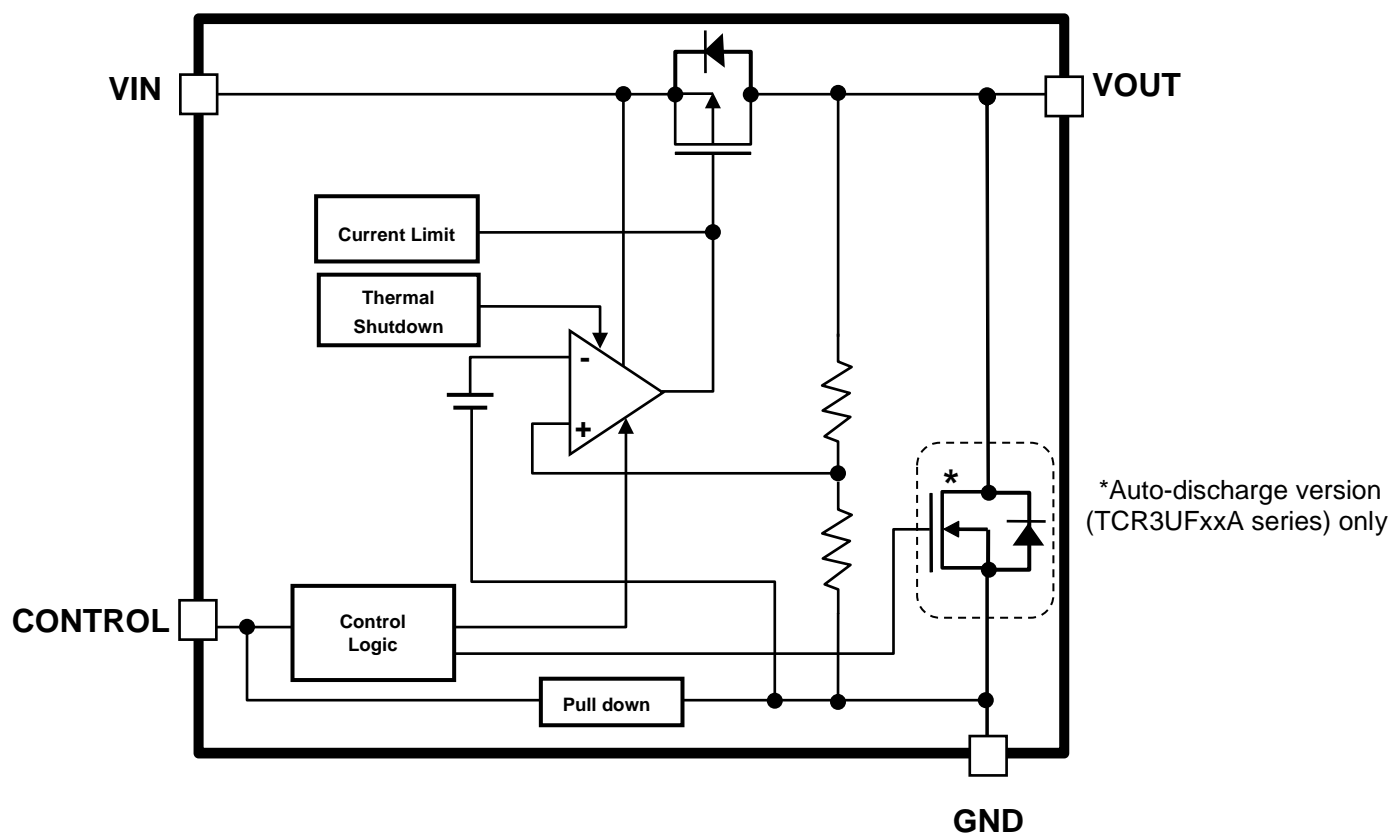 VIN
VOUT
Current Limit
Thermal
Shutdown
-
+
*
*Auto-discharge version
(TCR3UFxxA series) only
CONTROL
Control
Logic
Pull down
GND